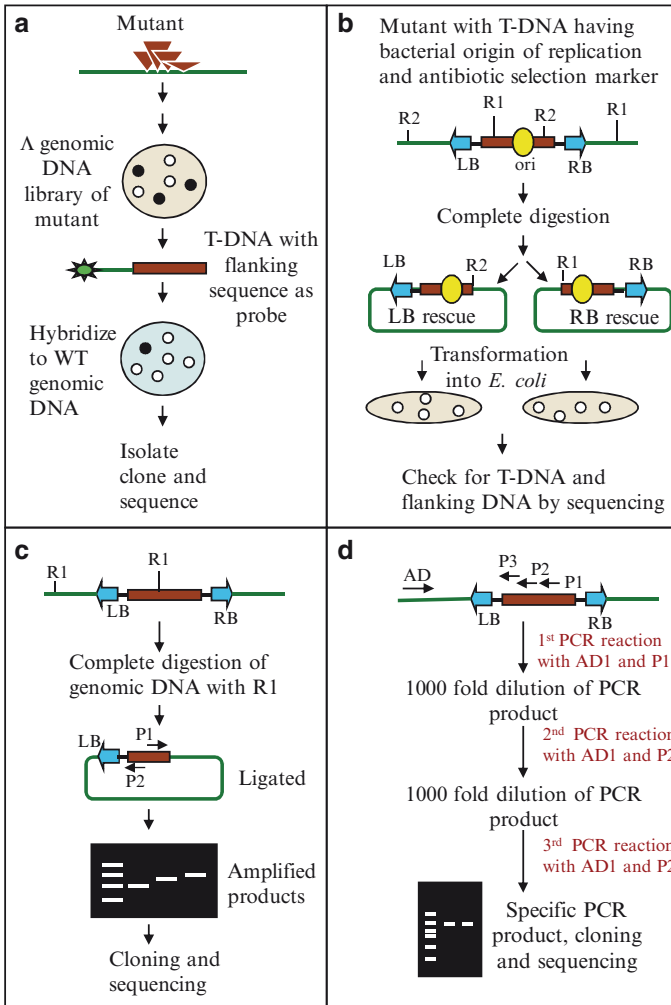 a
Mutant
Λ genomic
DNA
library of
mutant
T-DNA with
flanking
sequence as
probe
Hybridize
to WT
genomic
DNA
Isolate
clone and
sequence
b
Mutant with T-DNA having
bacterial origin of replication
and antibiotic selection marker
R2 R1 R2 R1
LB ori RB
Complete digestion
LB R2 R1 RB
LB rescue RB rescue
Transformation
into E. coli
Check for T-DNA and
flanking DNA by sequencing
c
R1 R1
LB RB
Complete digestion of
genomic DNA with R1
LB P1
P2
Ligated
Amplified
products
Cloning and
sequencing
d
AD P3 P2 P1
LB RB
1st PCR reaction
with AD1 and P1
1000 fold dilution of PCR
product
2nd PCR reaction
with AD1 and P2
1000 fold dilution of PCR
product
3rd PCR reaction
with AD1 and P2
Specific PCR
product, cloning
and sequencing